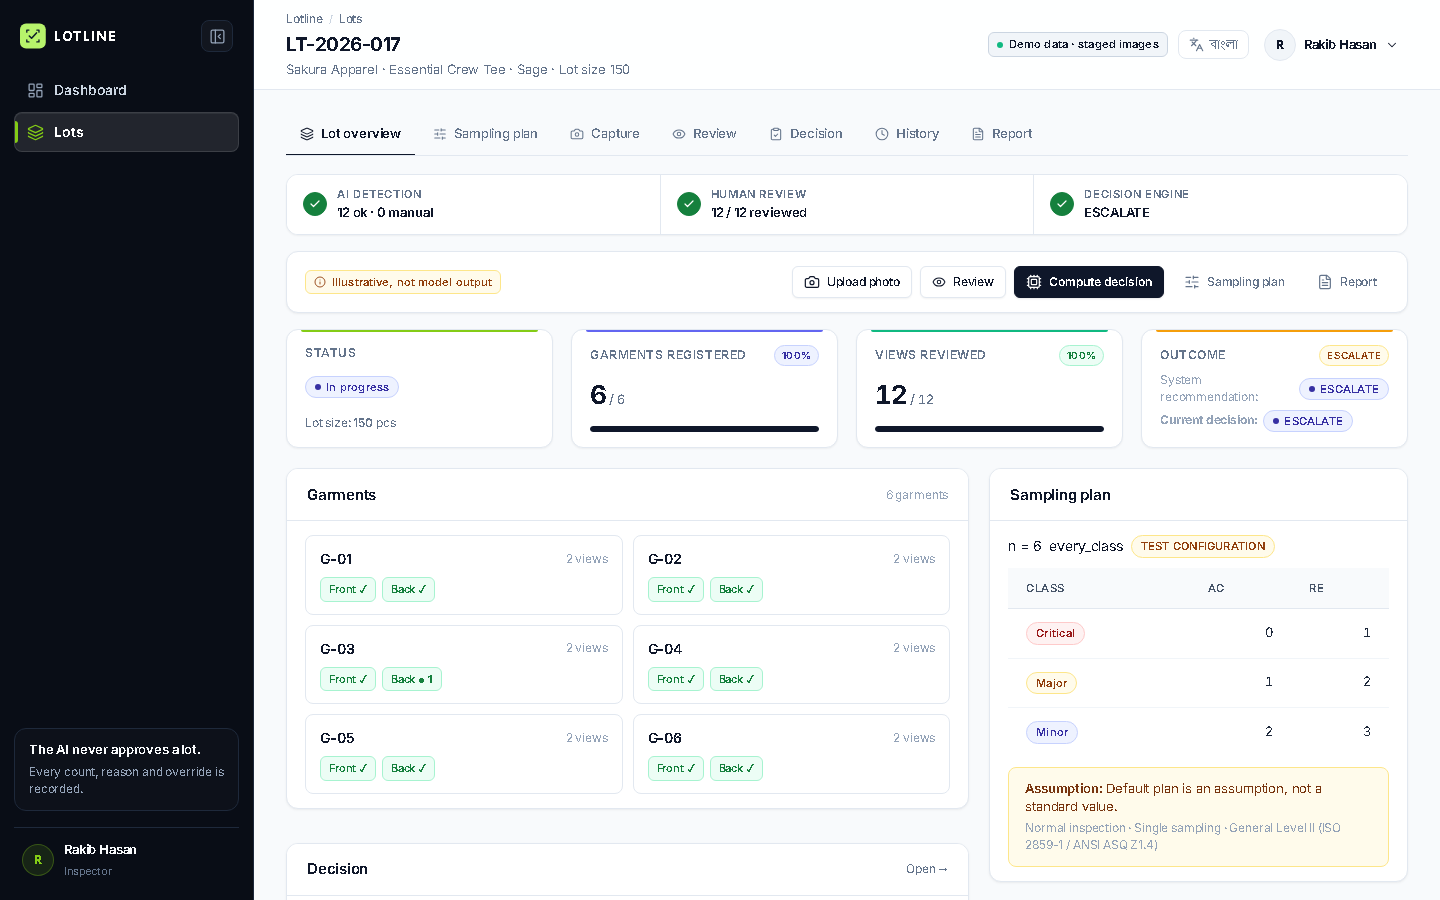 LOTLINE
Dashboard
Lots
The AI never approves a lot.
Every count, reason and override is
recorded.
R
Rakib Hasan
Inspector
Lotline / Lots
LT-2026-017
Sakura Apparel · Essential Crew Tee · Sage · Lot size 150
Demo data · staged images
বাংলা
R
Rakib Hasan
Lot overview
Sampling plan
Capture
Review
Decision
History
Report
AI DETECTION
12 ok · 0 manual
HUMAN REVIEW
12 / 12 reviewed
DECISION ENGINE
ESCALATE
Illustrative, not model output
Upload photo
Review
Compute decision
Sampling plan
Report
STATUS
In progress
Lot size: 150 pcs
GARMENTS REGISTERED
100%
6 / 6
VIEWS REVIEWED
100%
12 / 12
OUTCOME
ESCALATE
System
recommendation:
ESCALATE
Current decision:
ESCALATE
Garments
6 garments
G-01
2 views
Front ✓
Back ✓
G-02
2 views
Front ✓
Back ✓
G-03
2 views
Front ✓
Back ● 1
G-04
2 views
Front ✓
Back ✓
G-05
2 views
Front ✓
Back ✓
G-06
2 views
Front ✓
Back ✓
Decision
Open →
Sampling plan
n = 6 every_class
TEST CONFIGURATION
CLASS AC RE
Critical 0 1
Major 1 2
Minor 2 3
Assumption: Default plan is an assumption, not a
standard value.
Normal inspection · Single sampling · General Level II (ISO
2859-1 / ANSI ASQ Z1.4)